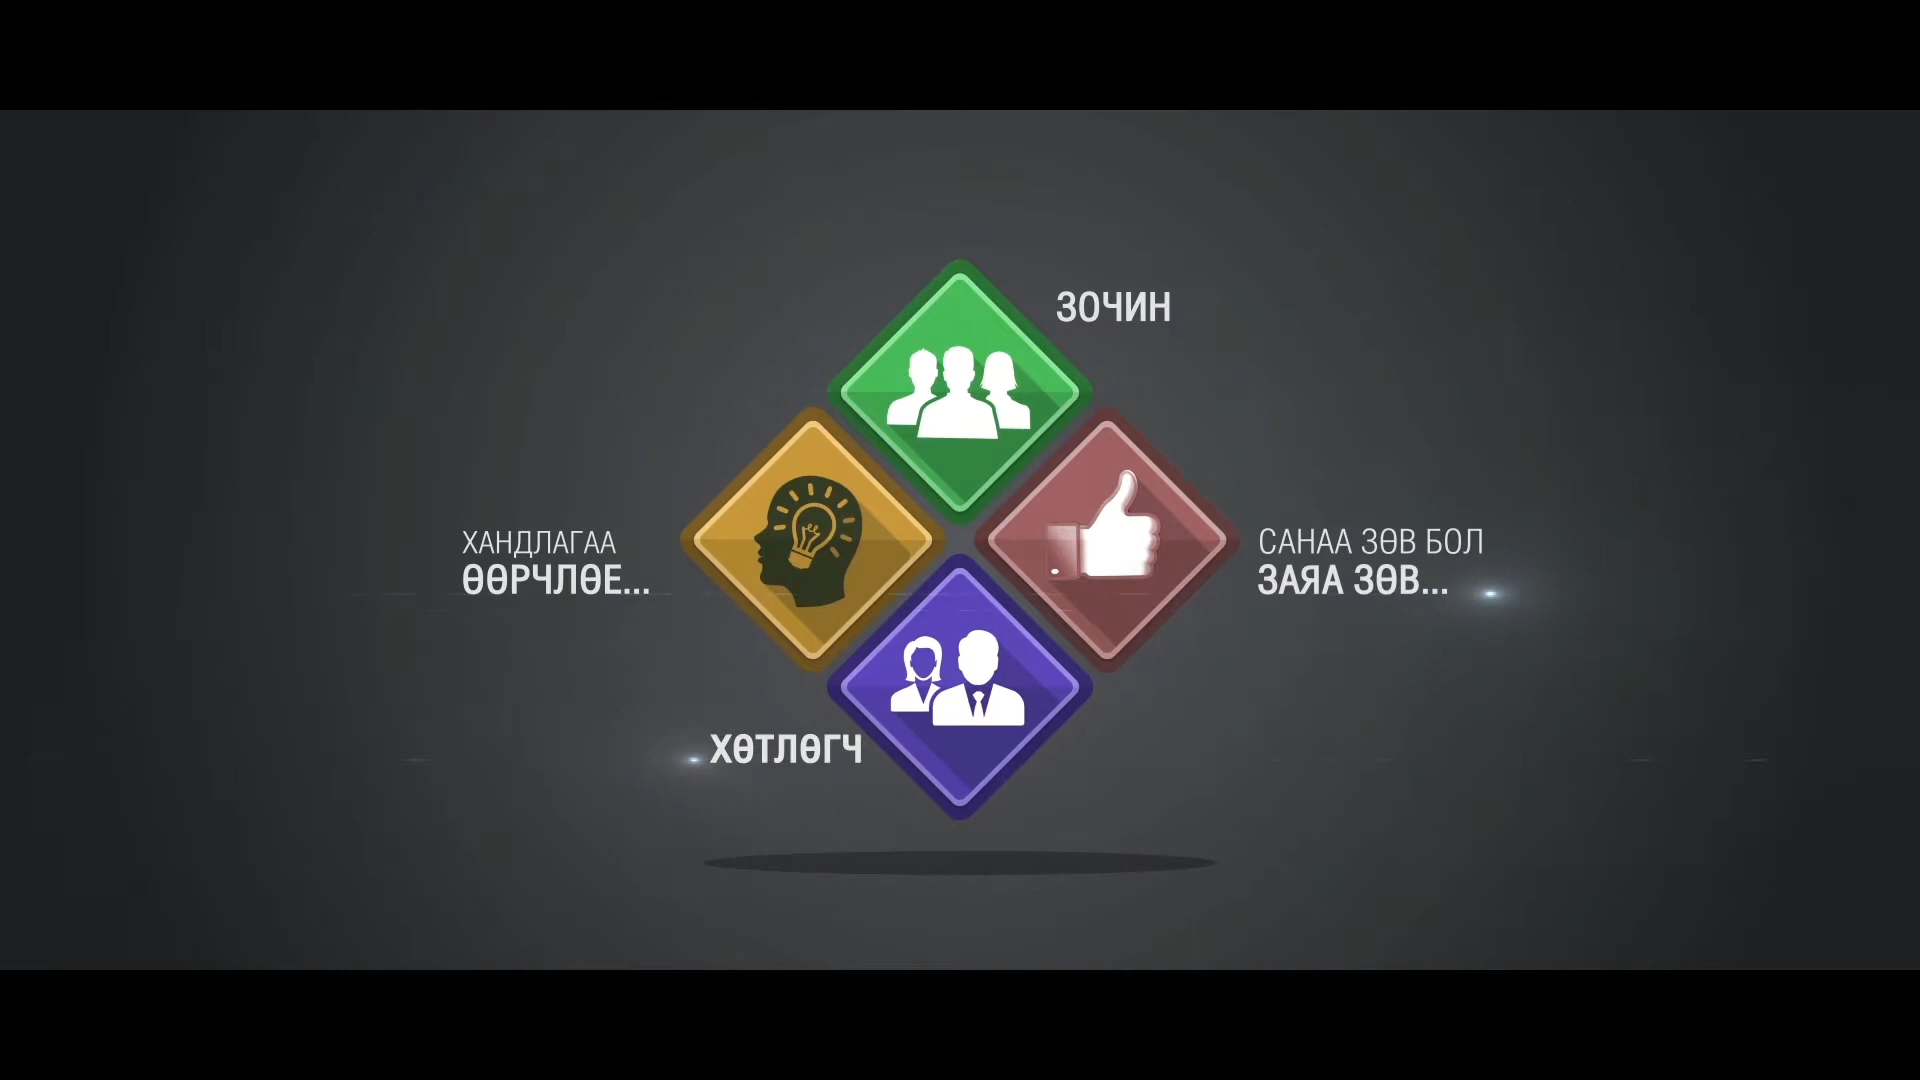 ЗОЧИН
ХАНДЛАГАА
ӨӨРЧЛӨЕ...
САНАА ЗӨВ БОЛ
ЗАЯА ЗӨВ...
ХӨТЛӨГЧ